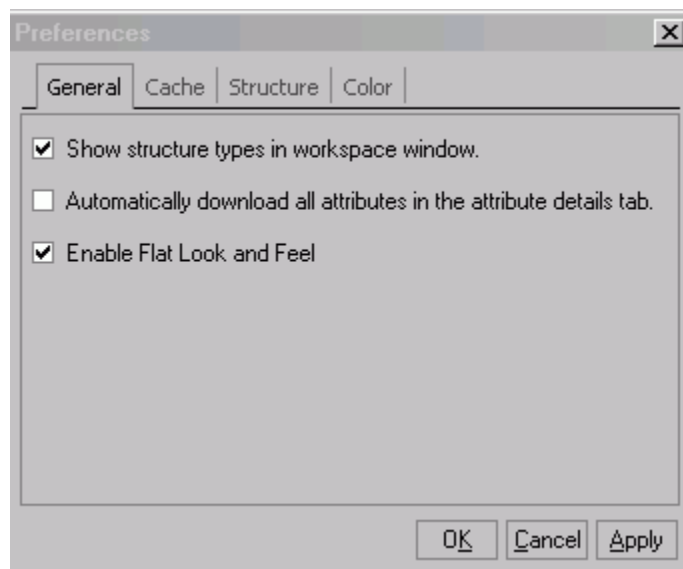 Preferences
General Cache Structure Color
Show structure types in workspace window.
Automatically download all attributes in the attribute details tab.
Enable Flat Look and Feel
OK Cancel Apply